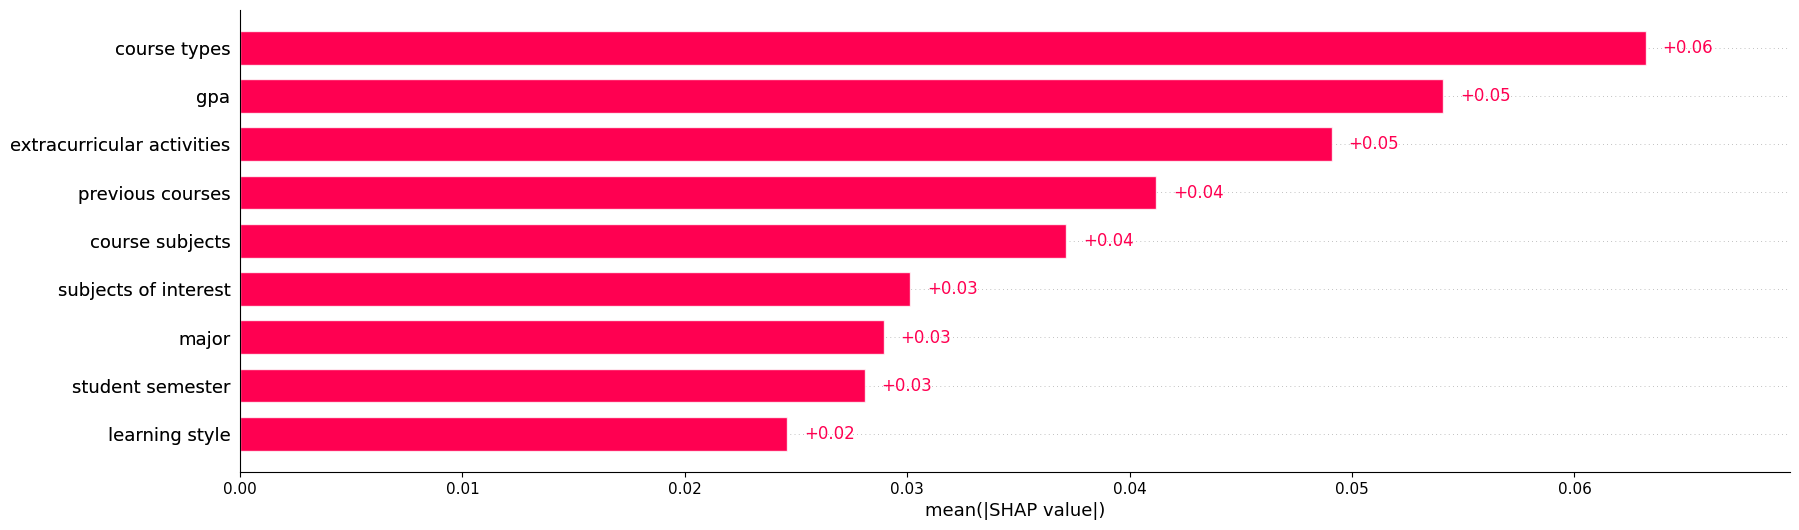 course types +0.06
gpa +0.05
extracurricular activities +0.05
previous courses +0.04
course subjects +0.04
subjects of interest +0.03
major +0.03
student semester +0.03
learning style +0.02
0.00 0.01 0.02 0.03 0.04 0.05 0.06
mean(|SHAP value|)